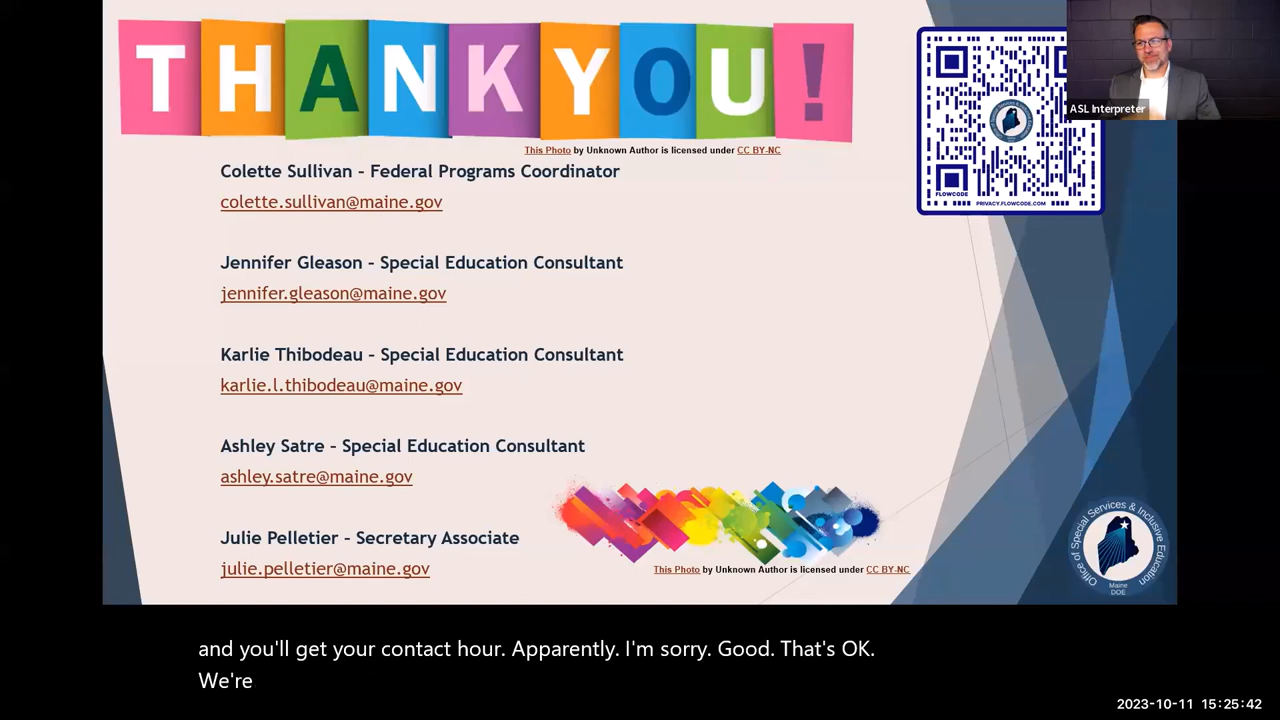 THANK YOU!
ASL Interpreter
This Photo by Unknown Author is licensed under CC BY-NC
Colette Sullivan – Federal Programs Coordinator
colette.sullivan@maine.gov
FLOWCODE
PRIVACY.FLOWCODE.COM
Jennifer Gleason – Special Education Consultant
jennifer.gleason@maine.gov
Karlie Thibodeau – Special Education Consultant
karlie.l.thibodeau@maine.gov
Ashley Satre – Special Education Consultant
ashley.satre@maine.gov
Julie Pelletier – Secretary Associate
julie.pelletier@maine.gov
This Photo by Unknown Author is licensed under CC BY-NC
Office of Special Services & Inclusive Education
Maine
DOE
and you'll get your contact hour. Apparently. I'm sorry. Good. That's OK.
We're
2023-10-11 15:25:42